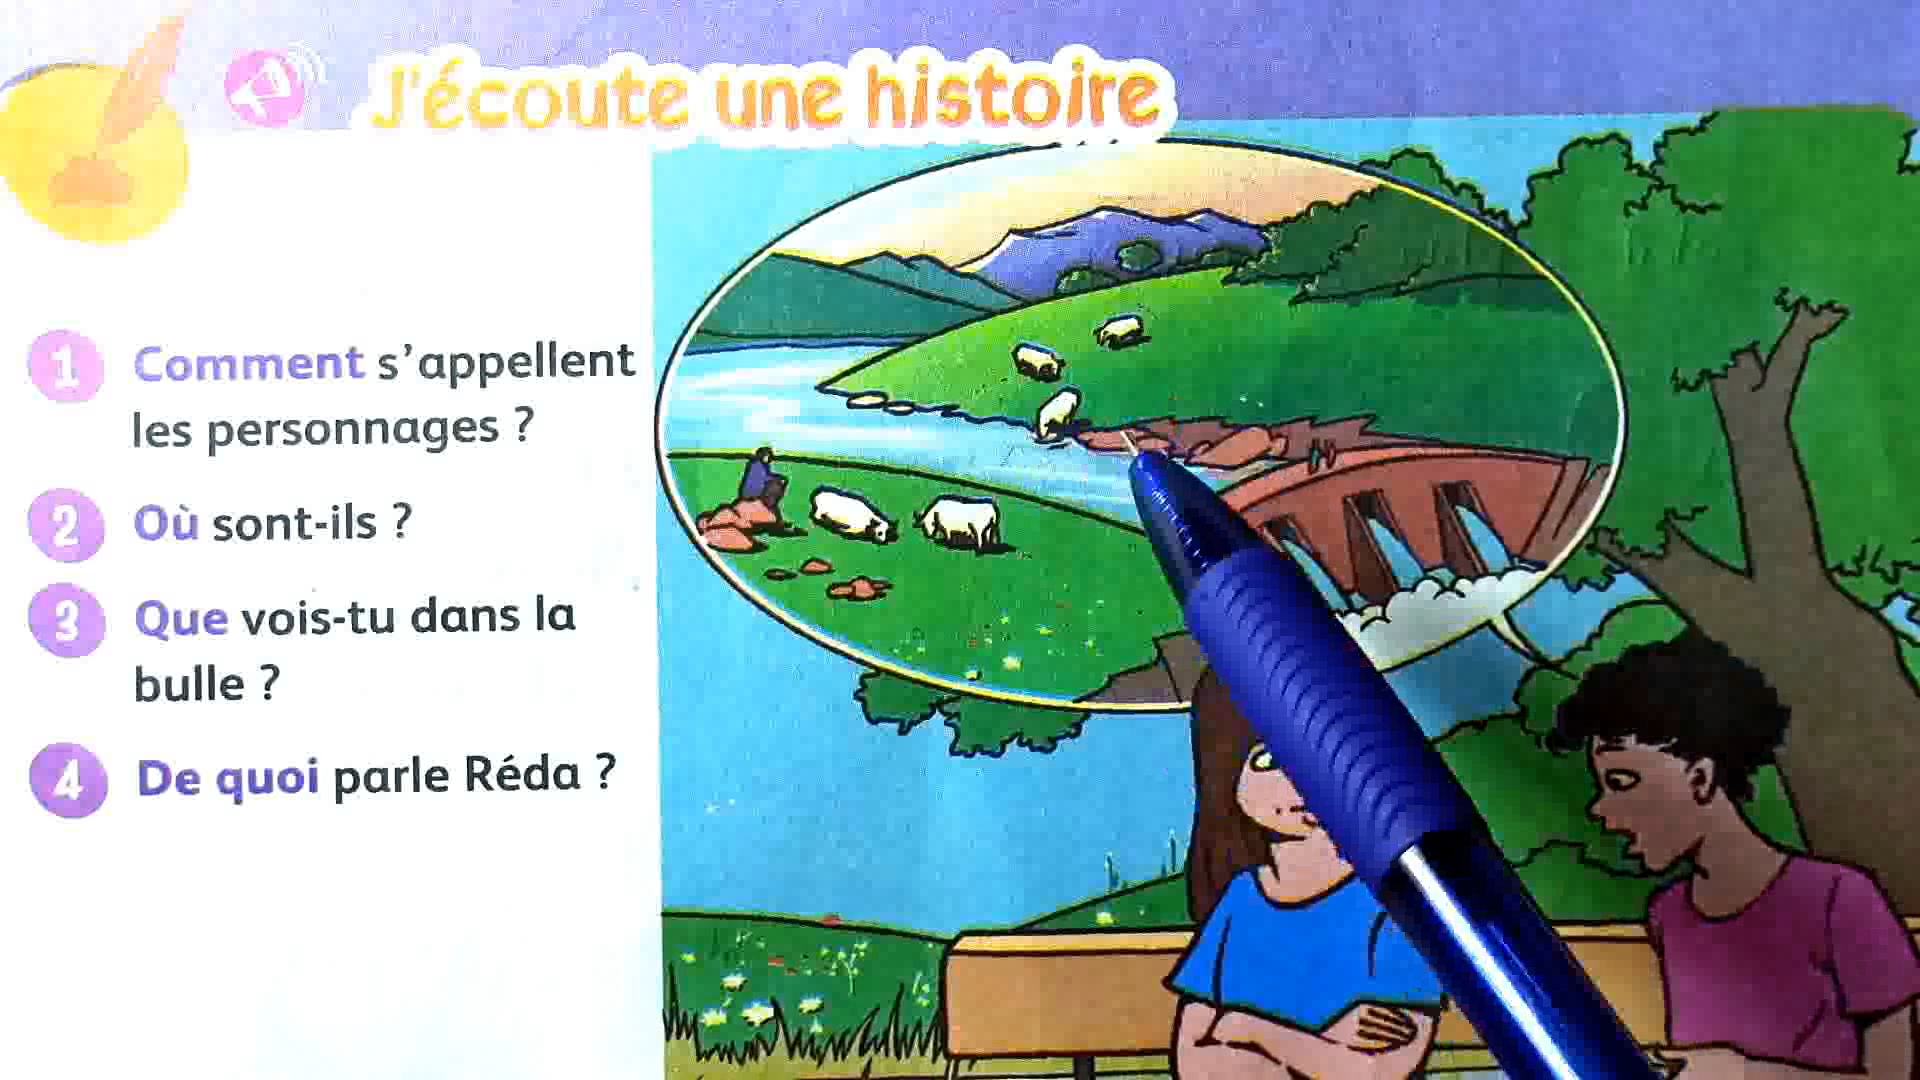 J'écoute une histoire
1 Comment s'appellent
les personnages ?
2 Où sont-ils ?
3 Que vois-tu dans la
bulle ?
4 De quoi parle Réda ?